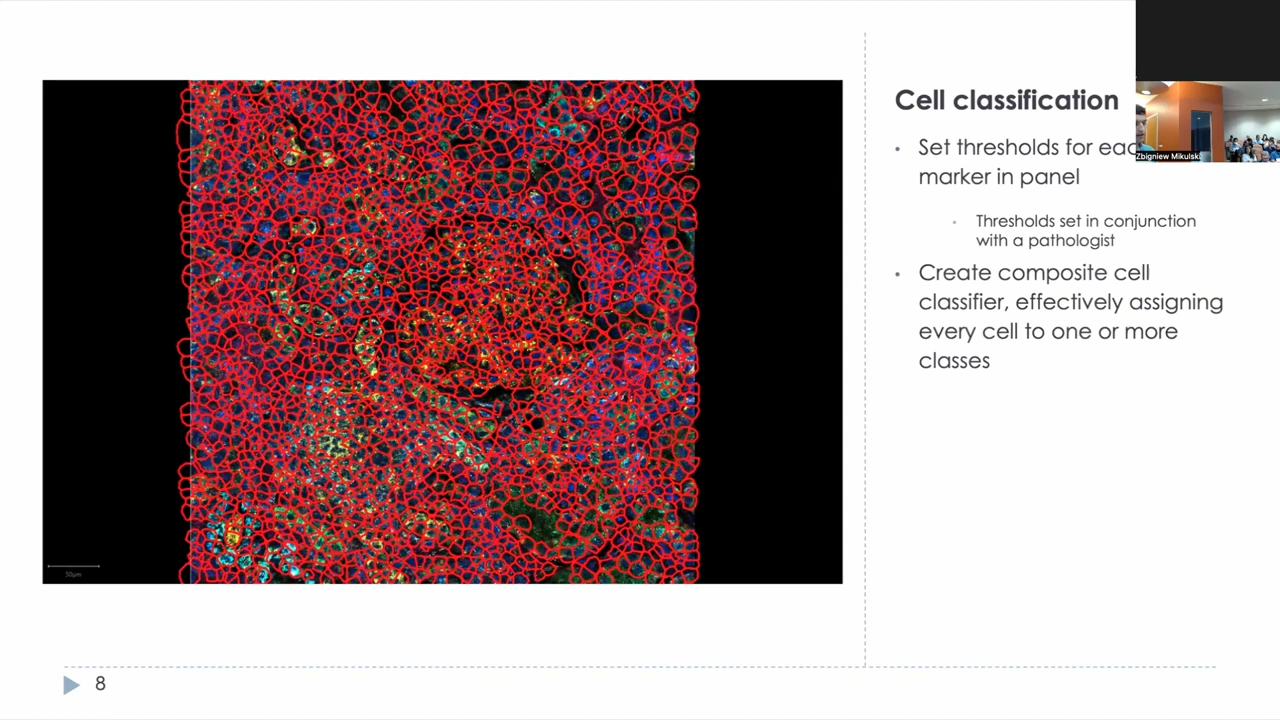 Cell classification
Set thresholds for eac
marker in panel
Thresholds set in conjunction
with a pathologist
Create composite cell
classifier, effectively assigning
every cell to one or more
classes
Zbigniew Mikulski
50µm
8